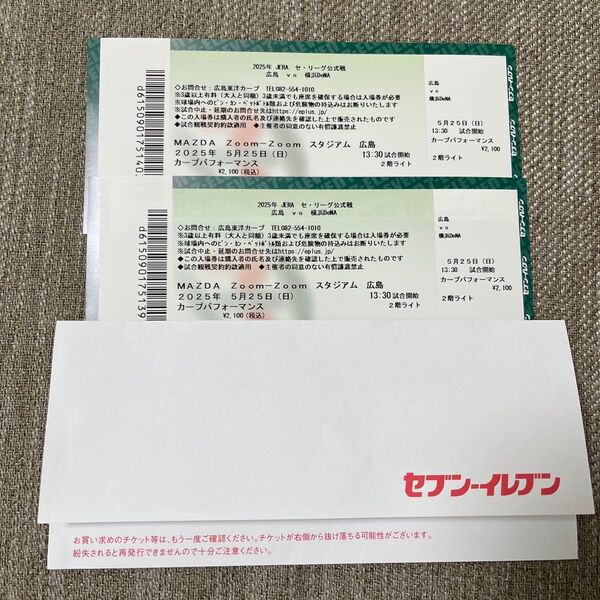 2025年 JERA セ・リーグ公式戦
広島 vs 横浜DeNA
◇お問合せ：広島東洋カープ TEL082-554-1010
※3歳以上有料（大人と同額）3歳未満でも座席を確保する場合は入場券が必要
※球場内へのビン・カン・ペットボトル類および危険物の持込みはお断りいたします
※試合中止・延期のお問合せ先はhttps://eplus.jp/
◆この入場券は購入者の氏名及び連絡先を確認した上で販売されたものです
◆試合観戦契約約款適用 ◆主催者の同意のない有償譲渡禁止
MAZDA Zoom-Zoom スタジアム 広島
2025年 5月25日（日） 13:30 試合開始
カープパフォーマンス 2階ライト
¥2,100(税込)
d61509017514
広島
vs
横浜DeNA
5月25日（日）
13:30 試合開始
カープパフォーマンス
¥2,100
2階ライト
セブン-イレブン
2025年 JERA セ・リーグ公式戦
広島 vs 横浜DeNA
◇お問合せ：広島東洋カープ TEL082-554-1010
※3歳以上有料（大人と同額）3歳未満でも座席を確保する場合は入場券が必要
※球場内へのビン・カン・ペットボトル類および危険物の持込みはお断りいたします
※試合中止・延期のお問合せ先はhttps://eplus.jp/
◆この入場券は購入者の氏名及び連絡先を確認した上で販売されたものです
◆試合観戦契約約款適用 ◆主催者の同意のない有償譲渡禁止
MAZDA Zoom-Zoom スタジアム 広島
2025年 5月25日（日） 13:30 試合開始
カープパフォーマンス 2階ライト
¥2,100(税込)
d615090175139
広島
vs
横浜DeNA
5月25日（日）
13:30 試合開始
カープパフォーマンス
¥2,100
2階ライト
セブン-イレブン
セブン-イレブン
お買い求めのチケット等は、もう一度ご確認ください。チケットが右側から抜け落ちる可能性がございます。
紛失されると再発行できませんので十分ご注意ください。